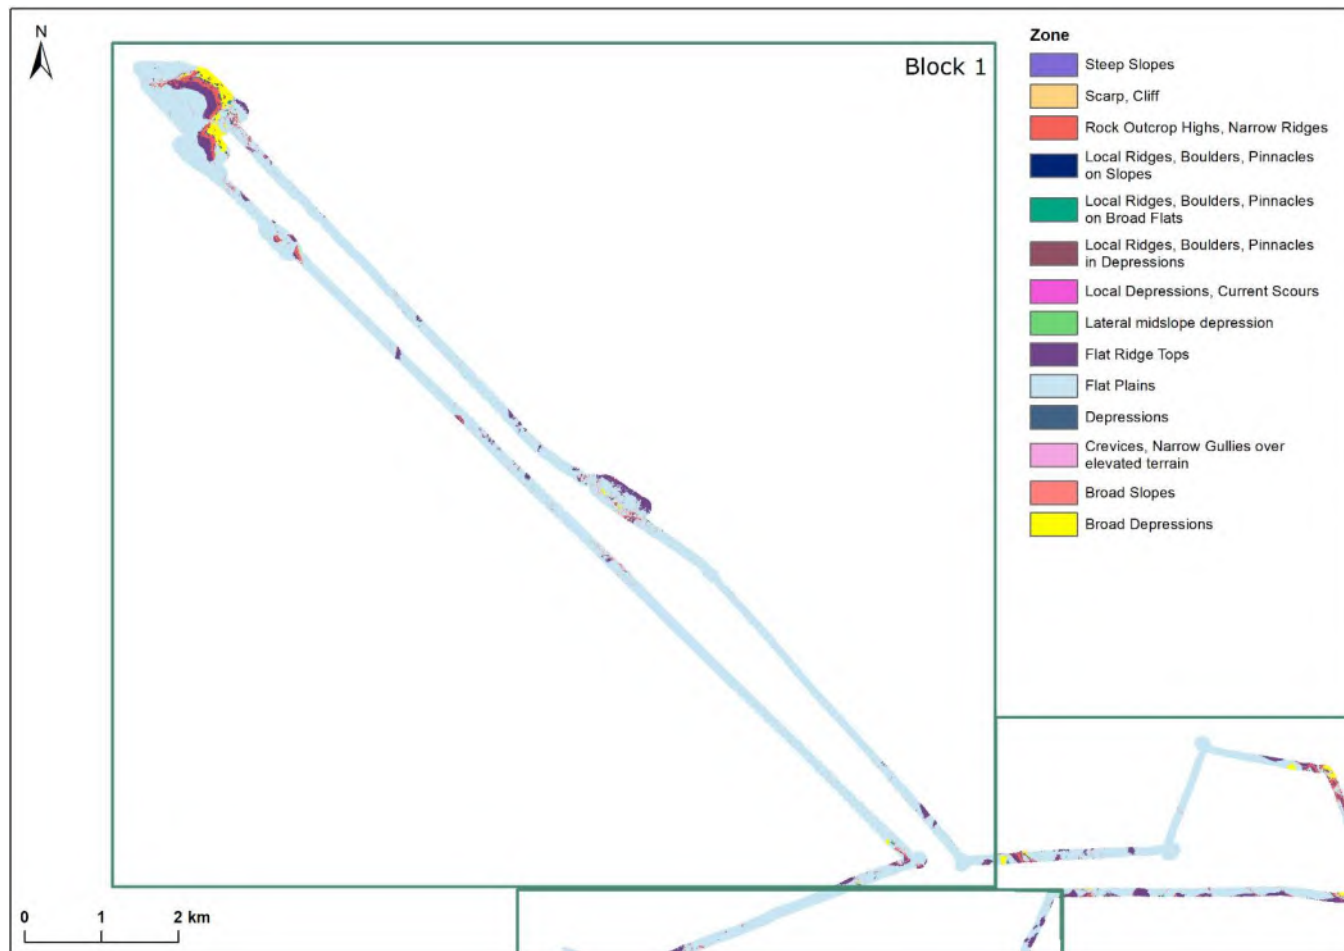 N
Block 1
Zone
Steep Slopes
Scarp, Cliff
Rock Outcrop Highs, Narrow Ridges
Local Ridges, Boulders, Pinnacles
on Slopes
Local Ridges, Boulders, Pinnacles
on Broad Flats
Local Ridges, Boulders, Pinnacles
in Depressions
Local Depressions, Current Scours
Lateral midslope depression
Flat Ridge Tops
Flat Plains
Depressions
Crevices, Narrow Gullies over
elevated terrain
Broad Slopes
Broad Depressions
0 1 2 km